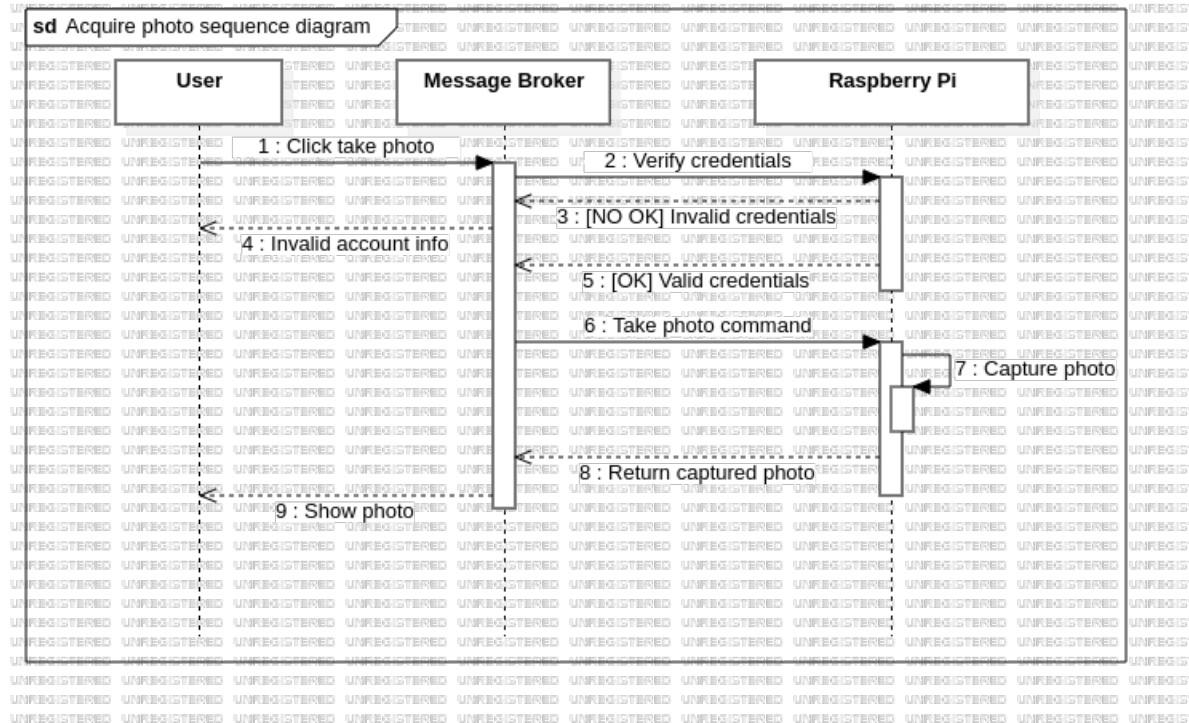 sd Acquire photo sequence diagram
User
Message Broker
Raspberry Pi
1 : Click take photo
2 : Verify credentials
3 : [NO OK] Invalid credentials
4 : Invalid account info
5 : [OK] Valid credentials
6 : Take photo command
7 : Capture photo
8 : Return captured photo
9 : Show photo
UNREGISTERED